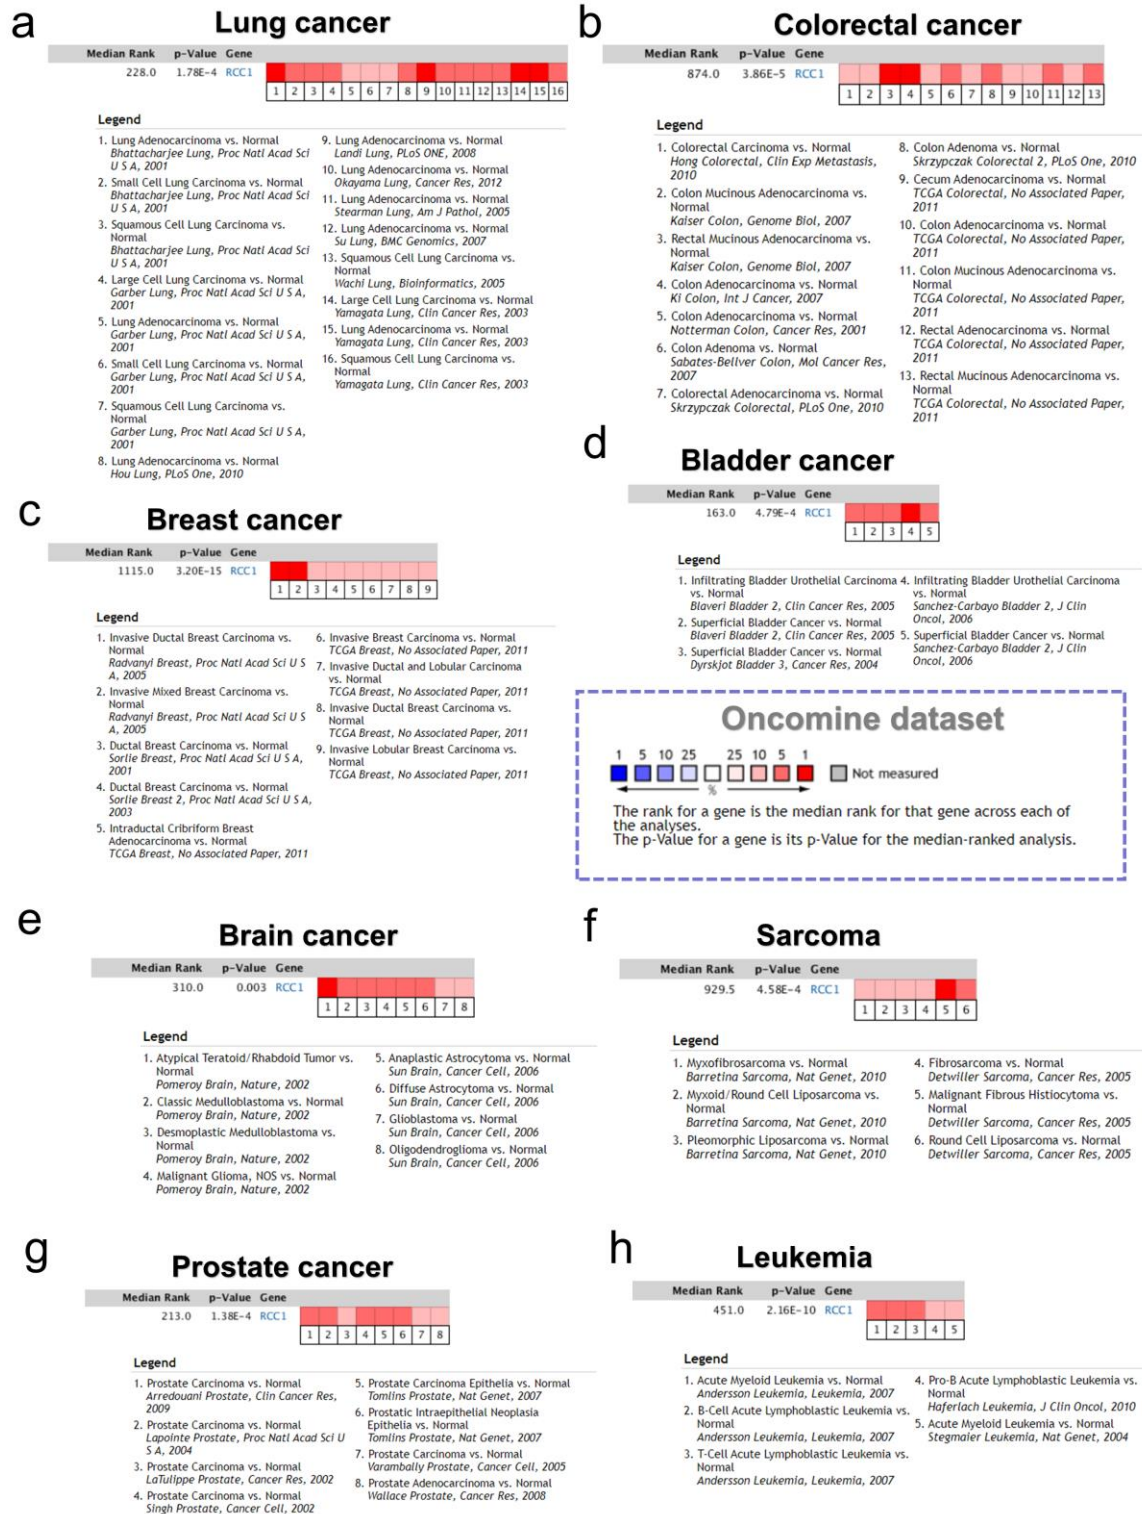 a
Lung cancer
Median Rank p-Value Gene
228.0 1.78E-4 RCC1
1 2 3 4 5 6 7 8 9 10 11 12 13 14 15 16
Legend
1. Lung Adenocarcinoma vs. Normal
Bhattacharjee Lung, Proc Natl Acad Sci
U S A, 2001
2. Small Cell Lung Carcinoma vs. Normal
Bhattacharjee Lung, Proc Natl Acad Sci
U S A, 2001
3. Squamous Cell Lung Carcinoma vs.
Normal
Bhattacharjee Lung, Proc Natl Acad Sci
U S A, 2001
4. Large Cell Lung Carcinoma vs. Normal
Garber Lung, Proc Natl Acad Sci U S A,
2001
5. Lung Adenocarcinoma vs. Normal
Garber Lung, Proc Natl Acad Sci U S A,
2001
6. Small Cell Lung Carcinoma vs. Normal
Garber Lung, Proc Natl Acad Sci U S A,
2001
7. Squamous Cell Lung Carcinoma vs.
Normal
Garber Lung, Proc Natl Acad Sci U S A,
2001
8. Lung Adenocarcinoma vs. Normal
Hou Lung, PLoS One, 2010
9. Lung Adenocarcinoma vs. Normal
Landi Lung, PLoS ONE, 2008
10. Lung Adenocarcinoma vs. Normal
Okayama Lung, Cancer Res, 2012
11. Lung Adenocarcinoma vs. Normal
Stearman Lung, Am J Pathol, 2005
12. Lung Adenocarcinoma vs. Normal
Su Lung, BMC Genomics, 2007
13. Squamous Cell Lung Carcinoma vs.
Normal
Wachi Lung, Bioinformatics, 2005
14. Large Cell Lung Carcinoma vs. Normal
Yamagata Lung, Clin Cancer Res, 2003
15. Lung Adenocarcinoma vs. Normal
Yamagata Lung, Clin Cancer Res, 2003
16. Squamous Cell Lung Carcinoma vs.
Normal
Yamagata Lung, Clin Cancer Res, 2003
b
Colorectal cancer
Median Rank p-Value Gene
874.0 3.86E-5 RCC1
1 2 3 4 5 6 7 8 9 10 11 12 13
Legend
1. Colorectal Carcinoma vs. Normal
Hong Colorectal, Clin Exp Metastasis,
2010
2. Colon Mucinous Adenocarcinoma vs.
Normal
Kaiser Colon, Genome Biol, 2007
3. Rectal Mucinous Adenocarcinoma vs.
Normal
Kaiser Colon, Genome Biol, 2007
4. Colon Adenocarcinoma vs. Normal
Ki Colon, Int J Cancer, 2007
5. Colon Adenocarcinoma vs. Normal
Notterman Colon, Cancer Res, 2001
6. Colon Adenoma vs. Normal
Sabates-Bellver Colon, Mol Cancer Res,
2007
7. Colorectal Adenocarcinoma vs. Normal
Skrzypczak Colorectal, PLoS One, 2010
8. Colon Adenoma vs. Normal
Skrzypczak Colorectal 2, PLoS One, 2010
9. Cecum Adenocarcinoma vs. Normal
TCGA Colorectal, No Associated Paper,
2011
10. Colon Adenocarcinoma vs. Normal
TCGA Colorectal, No Associated Paper,
2011
11. Colon Mucinous Adenocarcinoma vs.
Normal
TCGA Colorectal, No Associated Paper,
2011
12. Rectal Adenocarcinoma vs. Normal
TCGA Colorectal, No Associated Paper,
2011
13. Rectal Mucinous Adenocarcinoma vs.
Normal
TCGA Colorectal, No Associated Paper,
2011
c
Breast cancer
Median Rank p-Value Gene
1115.0 3.20E-15 RCC1
1 2 3 4 5 6 7 8 9
Legend
1. Invasive Ductal Breast Carcinoma vs.
Normal
Radvanyi Breast, Proc Natl Acad Sci U S
A, 2005
2. Invasive Mixed Breast Carcinoma vs.
Normal
Radvanyi Breast, Proc Natl Acad Sci U S
A, 2005
3. Ductal Breast Carcinoma vs. Normal
Sorlie Breast, Proc Natl Acad Sci U S A,
2001
4. Ductal Breast Carcinoma vs. Normal
Sorlie Breast 2, Proc Natl Acad Sci U S A,
2003
5. Intraductal Cribriform Breast
Adenocarcinoma vs. Normal
TCGA Breast, No Associated Paper, 2011
6. Invasive Breast Carcinoma vs. Normal
TCGA Breast, No Associated Paper, 2011
7. Invasive Ductal and Lobular Carcinoma
vs. Normal
TCGA Breast, No Associated Paper, 2011
8. Invasive Ductal Breast Carcinoma vs.
Normal
TCGA Breast, No Associated Paper, 2011
9. Invasive Lobular Breast Carcinoma vs.
Normal
TCGA Breast, No Associated Paper, 2011
d
Bladder cancer
Median Rank p-Value Gene
163.0 4.79E-4 RCC1
1 2 3 4 5
Legend
1. Infiltrating Bladder Urothelial Carcinoma
vs. Normal
Blaveri Bladder 2, Clin Cancer Res, 2005
2. Superficial Bladder Cancer vs. Normal
Blaveri Bladder 2, Clin Cancer Res, 2005
3. Superficial Bladder Cancer vs. Normal
Dyrskjot Bladder 3, Cancer Res, 2004
4. Infiltrating Bladder Urothelial Carcinoma
vs. Normal
Sanchez-Carbayo Bladder 2, J Clin
Oncol, 2006
5. Superficial Bladder Cancer vs. Normal
Sanchez-Carbayo Bladder 2, J Clin
Oncol, 2006
Oncomine dataset
1 5 10 25 25 10 5 1
Not measured
%
The rank for a gene is the median rank for that gene across each of
the analyses.
The p-Value for a gene is its p-Value for the median-ranked analysis.
e
Brain cancer
Median Rank p-Value Gene
310.0 0.003 RCC1
1 2 3 4 5 6 7 8
Legend
1. Atypical Teratoid/Rhabdoid Tumor vs.
Normal
Pomeroy Brain, Nature, 2002
2. Classic Medulloblastoma vs. Normal
Pomeroy Brain, Nature, 2002
3. Desmoplastic Medulloblastoma vs.
Normal
Pomeroy Brain, Nature, 2002
4. Malignant Glioma, NOS vs. Normal
Pomeroy Brain, Nature, 2002
5. Anaplastic Astrocytoma vs. Normal
Sun Brain, Cancer Cell, 2006
6. Diffuse Astrocytoma vs. Normal
Sun Brain, Cancer Cell, 2006
7. Glioblastoma vs. Normal
Sun Brain, Cancer Cell, 2006
8. Oligodendroglioma vs. Normal
Sun Brain, Cancer Cell, 2006
f
Sarcoma
Median Rank p-Value Gene
929.5 4.58E-4 RCC1
1 2 3 4 5 6
Legend
1. Myxofibrosarcoma vs. Normal
Barretina Sarcoma, Nat Genet, 2010
2. Myxoid/Round Cell Liposarcoma vs.
Normal
Barretina Sarcoma, Nat Genet, 2010
3. Pleomorphic Liposarcoma vs. Normal
Barretina Sarcoma, Nat Genet, 2010
4. Fibrosarcoma vs. Normal
Detwiller Sarcoma, Cancer Res, 2005
5. Malignant Fibrous Histiocytoma vs.
Normal
Detwiller Sarcoma, Cancer Res, 2005
6. Round Cell Liposarcoma vs. Normal
Detwiller Sarcoma, Cancer Res, 2005
g
Prostate cancer
Median Rank p-Value Gene
213.0 1.38E-4 RCC1
1 2 3 4 5 6 7 8
Legend
1. Prostate Carcinoma vs. Normal
Arredouani Prostate, Clin Cancer Res,
2009
2. Prostate Carcinoma vs. Normal
Lapointe Prostate, Proc Natl Acad Sci U
S A, 2004
3. Prostate Carcinoma vs. Normal
LaTulippe Prostate, Cancer Res, 2002
4. Prostate Carcinoma vs. Normal
Singh Prostate, Cancer Cell, 2002
5. Prostate Carcinoma Epithelia vs. Normal
Tomlins Prostate, Nat Genet, 2007
6. Prostatic Intraepithelial Neoplasia
Epithelia vs. Normal
Tomlins Prostate, Nat Genet, 2007
7. Prostate Carcinoma vs. Normal
Varambally Prostate, Cancer Cell, 2005
8. Prostate Adenocarcinoma vs. Normal
Wallace Prostate, Cancer Res, 2008
h
Leukemia
Median Rank p-Value Gene
451.0 2.16E-10 RCC1
1 2 3 4 5
Legend
1. Acute Myeloid Leukemia vs. Normal
Andersson Leukemia, Leukemia, 2007
2. B-Cell Acute Lymphoblastic Leukemia vs.
Normal
Andersson Leukemia, Leukemia, 2007
3. T-Cell Acute Lymphoblastic Leukemia vs.
Normal
Andersson Leukemia, Leukemia, 2007
4. Pro-B Acute Lymphoblastic Leukemia vs.
Normal
Haferlach Leukemia, J Clin Oncol, 2010
5. Acute Myeloid Leukemia vs. Normal
Stegmaier Leukemia, Nat Genet, 2004